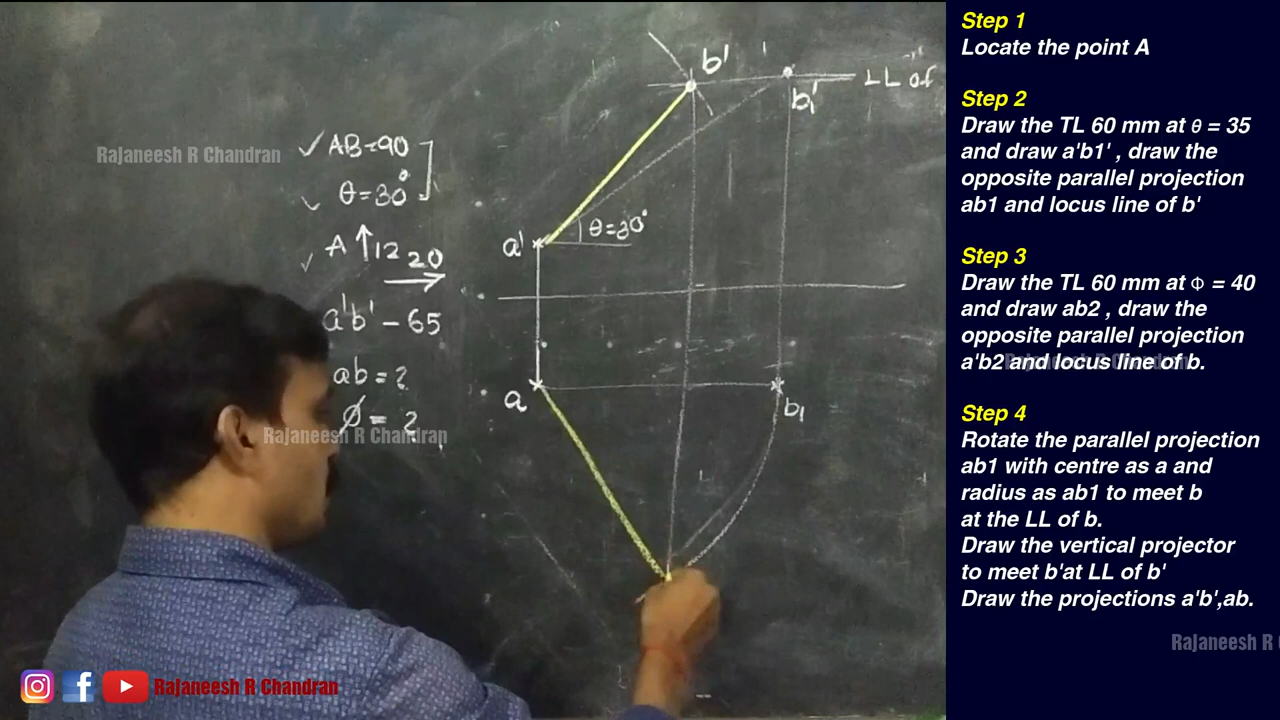 Rajaneesh R Chandran
✓ AB=90
✓ θ=30°
✓ A ↑12 20 →
a'b' - 65
ab = ?
Ø = ?
Rajaneesh R Chandran
b'
LL of
b₁'
a'
θ=30°
a
b₁
Rajaneesh R Chandran
Step 1
Locate the point A
Step 2
Draw the TL 60 mm at θ = 35
and draw a'b1' , draw the
opposite parallel projection
ab1 and locus line of b'
Step 3
Draw the TL 60 mm at Φ = 40
and draw ab2 , draw the
opposite parallel projection
a'b2 and locus line of b.
Rajaneesh R Chandran
Step 4
Rotate the parallel projection
ab1 with centre as a and
radius as ab1 to meet b
at the LL of b.
Draw the vertical projector
to meet b'at LL of b'
Draw the projections a'b',ab.
Rajaneesh R C